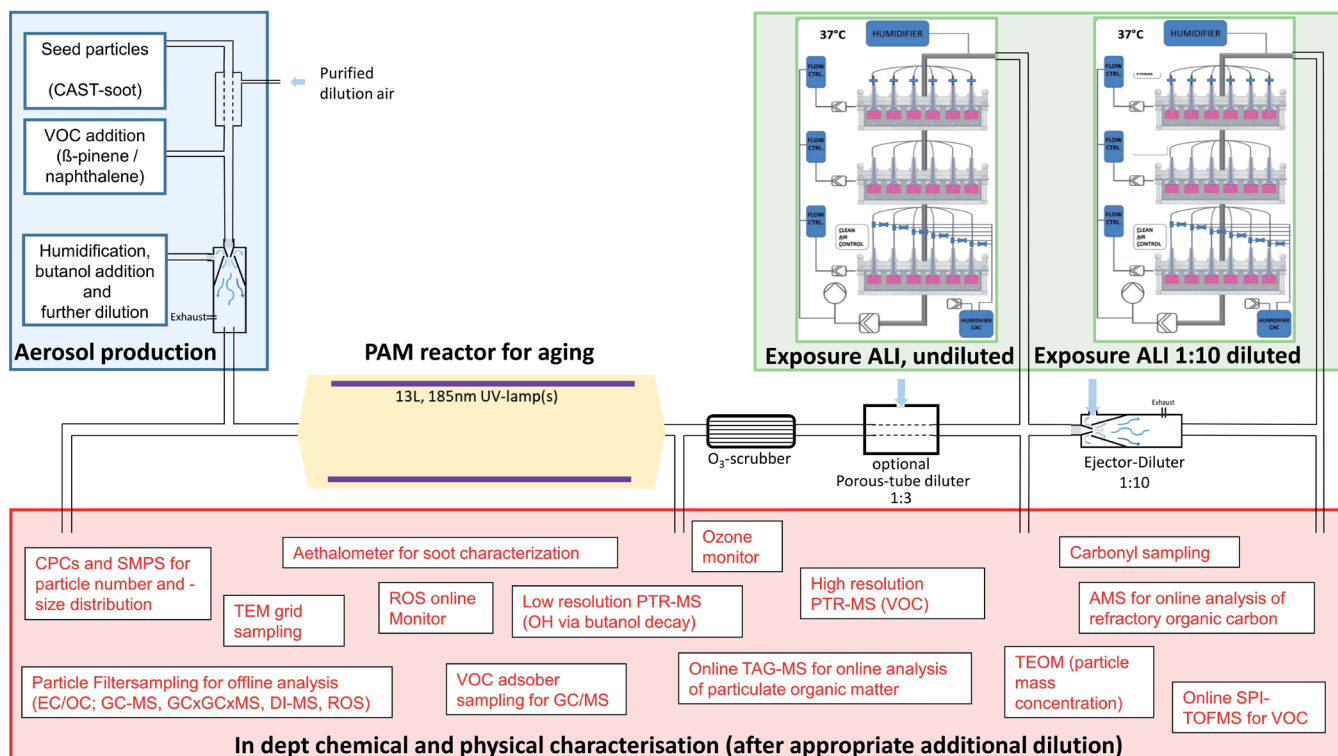 Seed particles
(CAST-soot)
VOC addition
(ß-pinene /
naphthalene)
Humidification,
butanol addition
and
further dilution
Exhaust
Aerosol production
Purified
dilution air
PAM reactor for aging
13L, 185nm UV-lamp(s)
37°C
HUMIDIFIER
FLOW
CTRL.
FLOW
CTRL.
FLOW
CTRL.
CLEAN
AIR
CONTROL
HUMIDIFIER
CAC
Exposure ALI, undiluted
37°C
HUMIDIFIER
FLOW
CTRL.
PHASE
FLOW
CTRL.
FLOW
CTRL.
CLEAN
AIR
CONTROL
HUMIDIFIER
CAC
Exposure ALI 1:10 diluted
O₃-scrubber
optional
Porous-tube diluter
1:3
Exhaust
Ejector-Diluter
1:10
CPCs and SMPS for
particle number and -
size distribution
Aethalometer for soot characterization
Ozone
monitor
Carbonyl sampling
TEM grid
sampling
ROS online
Monitor
Low resolution PTR-MS
(OH via butanol decay)
High resolution
PTR-MS (VOC)
AMS for online analysis of
refractory organic carbon
Particle Filtersampling for offline analysis
(EC/OC; GC-MS, GCxGCxMS, DI-MS, ROS)
VOC adsober
sampling for GC/MS
Online TAG-MS for online analysis
of particulate organic matter
TEOM (particle
mass
concentration)
Online SPI-
TOFMS for VOC
In dept chemical and physical characterisation (after appropriate additional dilution)